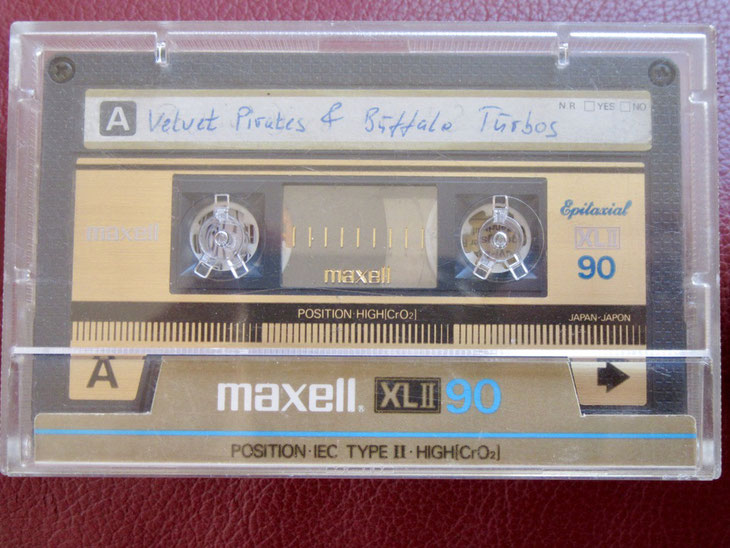 A Velvet Pirates & Büffalo Türbos
N.R. □YES □NO
maxell
Epitaxial
XLII
90
maxell
POSITION·HIGH[CrO₂]
JAPAN-JAPON
A
maxell. XLII 90
POSITION·IEC TYPE II·HIGH[CrO₂]